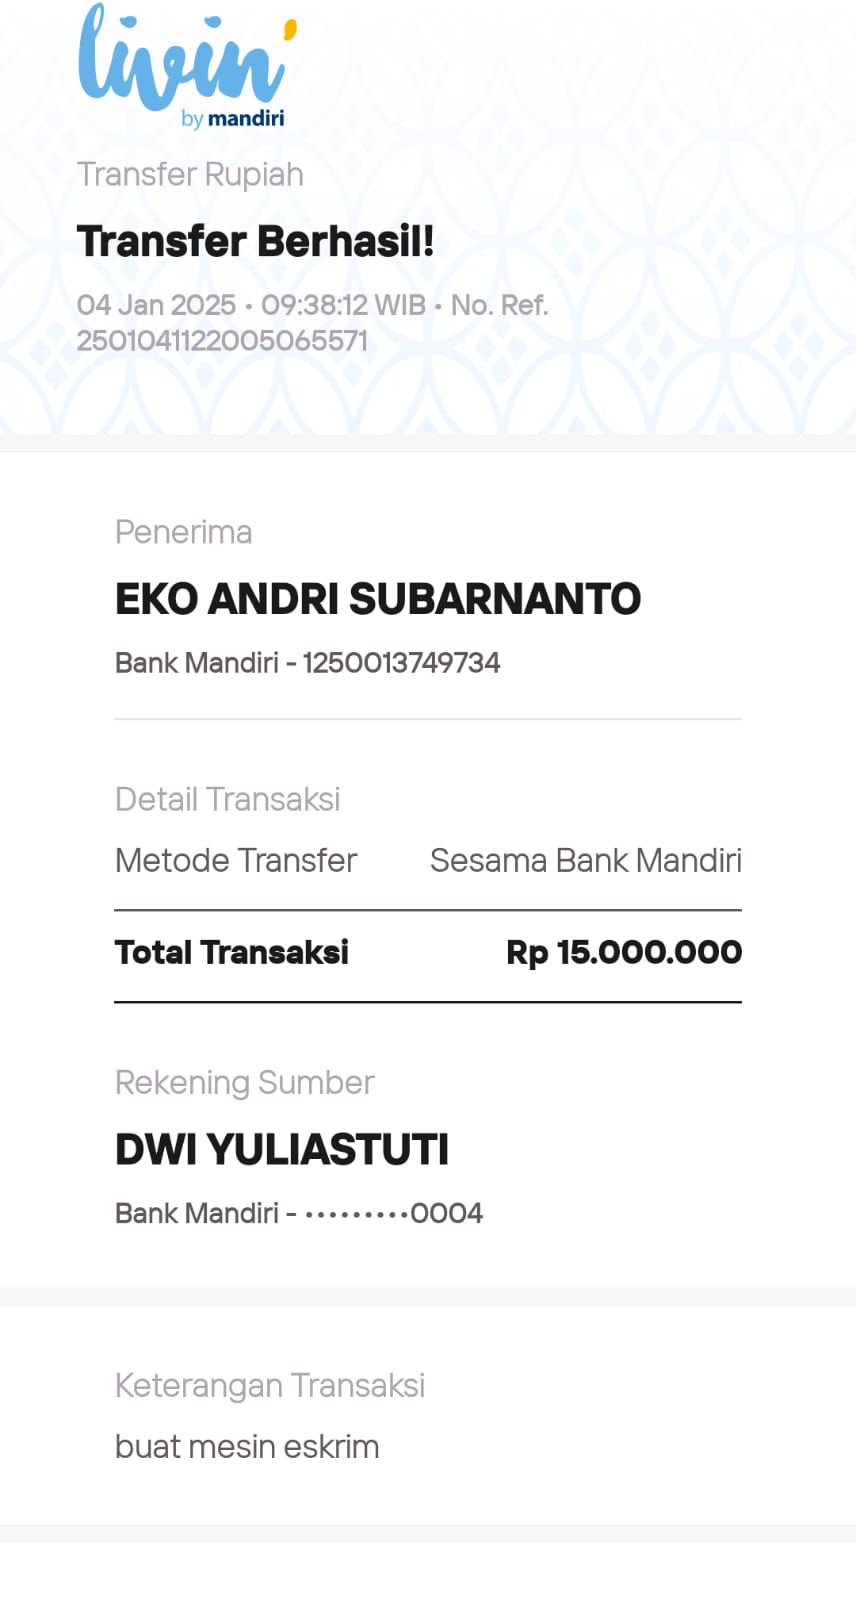 livin'
by mandiri
Transfer Rupiah
Transfer Berhasil!
04 Jan 2025 • 09:38:12 WIB • No. Ref.
2501041122005065571
Penerima
EKO ANDRI SUBARNANTO
Bank Mandiri - 1250013749734
Detail Transaksi
Metode Transfer Sesama Bank Mandiri
Total Transaksi Rp 15.000.000
Rekening Sumber
DWI YULIASTUTI
Bank Mandiri - •••••••••0004
Keterangan Transaksi
buat mesin eskrim